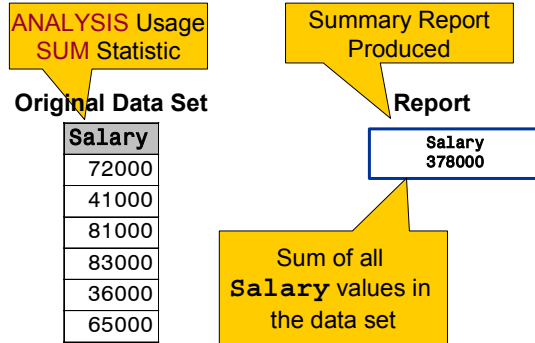 ANALYSIS Usage
SUM Statistic
Summary Report
Produced
Original Data Set
Report
Salary
72000
41000
81000
83000
36000
65000
Salary
378000
Sum of all
Salary values in
the data set